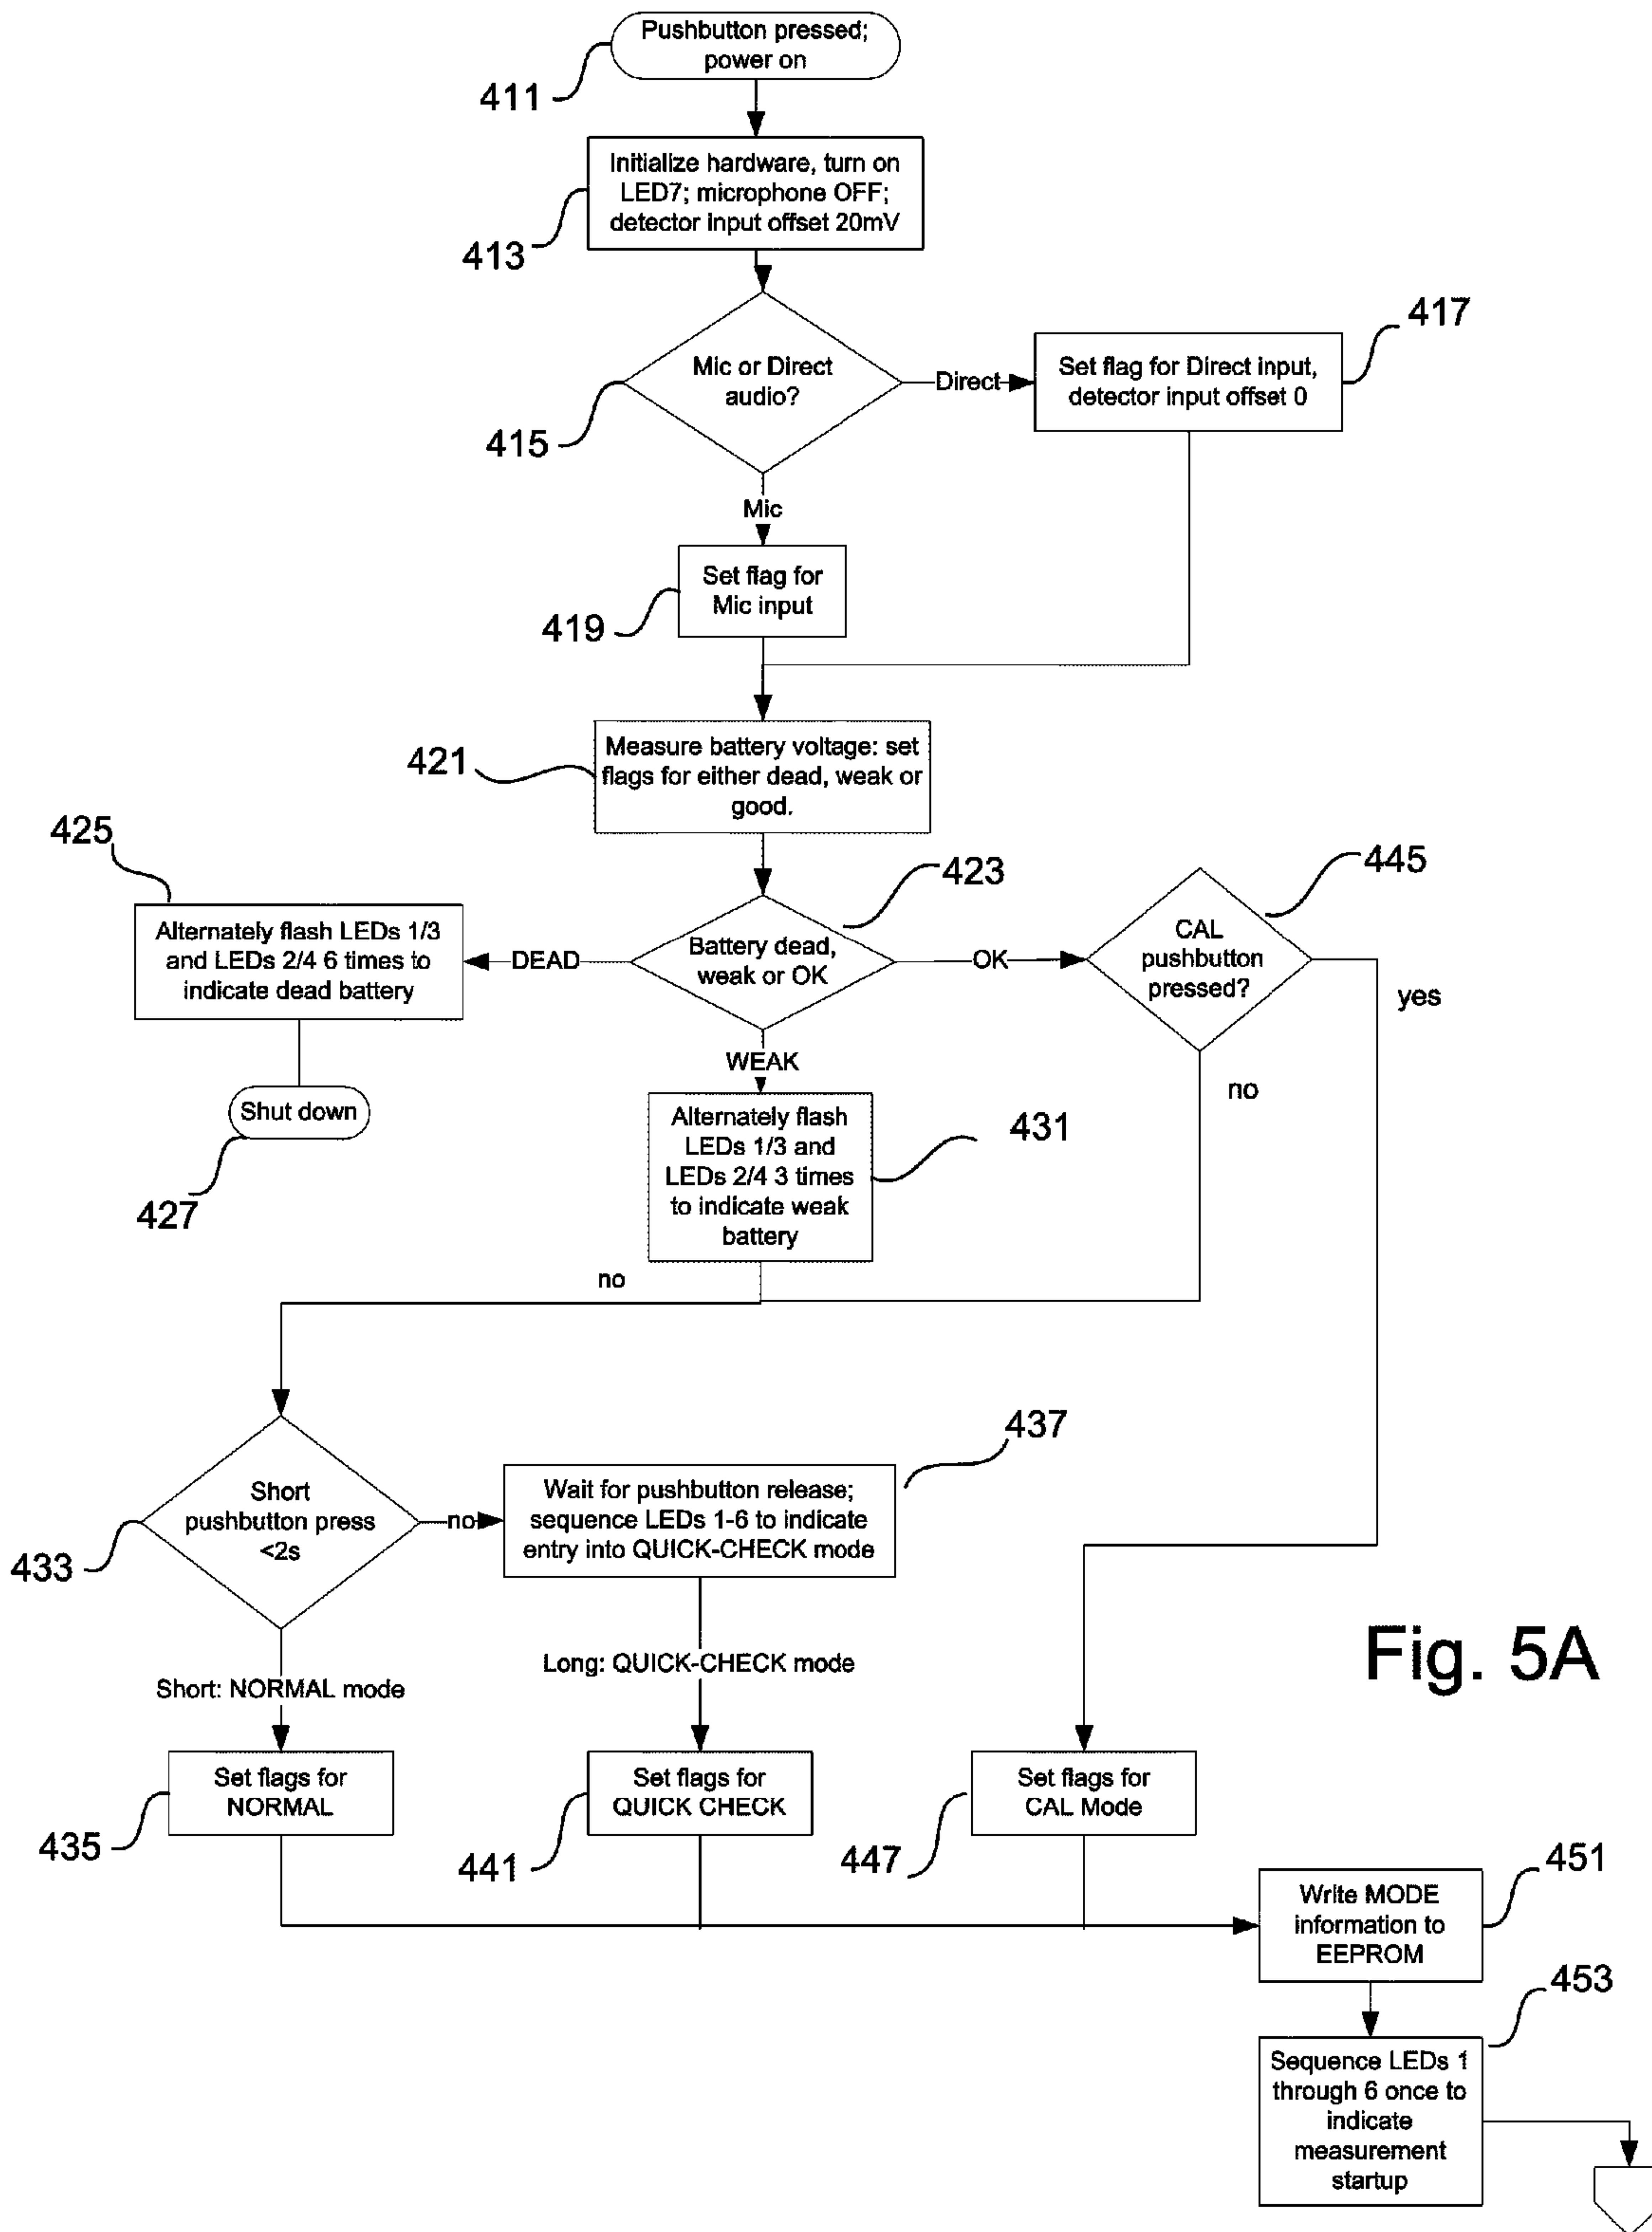 Pushbutton pressed;
power on
411
Initialize hardware, turn on
LED7; microphone OFF;
detector input offset 20mV
413
417
Mic or Direct
audio?
Direct
Set flag for Direct input,
detector input offset 0
415
Mic
Set flag for
Mic input
419
Measure battery voltage: set
flags for either dead, weak or
good.
421
425
423
445
Alternately flash LEDs 1/3
and LEDs 2/4 6 times to
indicate dead battery
DEAD
Battery dead,
weak or OK
OK
CAL
pushbutton
pressed?
yes
WEAK
no
Shut down
427
Alternately flash
LEDs 1/3 and
LEDs 2/4 3 times
to indicate weak
battery
431
no
437
Short
pushbutton press
<2s
433
no
Wait for pushbutton release;
sequence LEDs 1-6 to indicate
entry into QUICK-CHECK mode
Fig. 5A
Long: QUICK-CHECK mode
Short: NORMAL mode
Set flags for
NORMAL
435
Set flags for
QUICK CHECK
441
Set flags for
CAL Mode
447
451
Write MODE
information to
EEPROM
453
Sequence LEDs 1
through 6 once to
indicate
measurement
startup